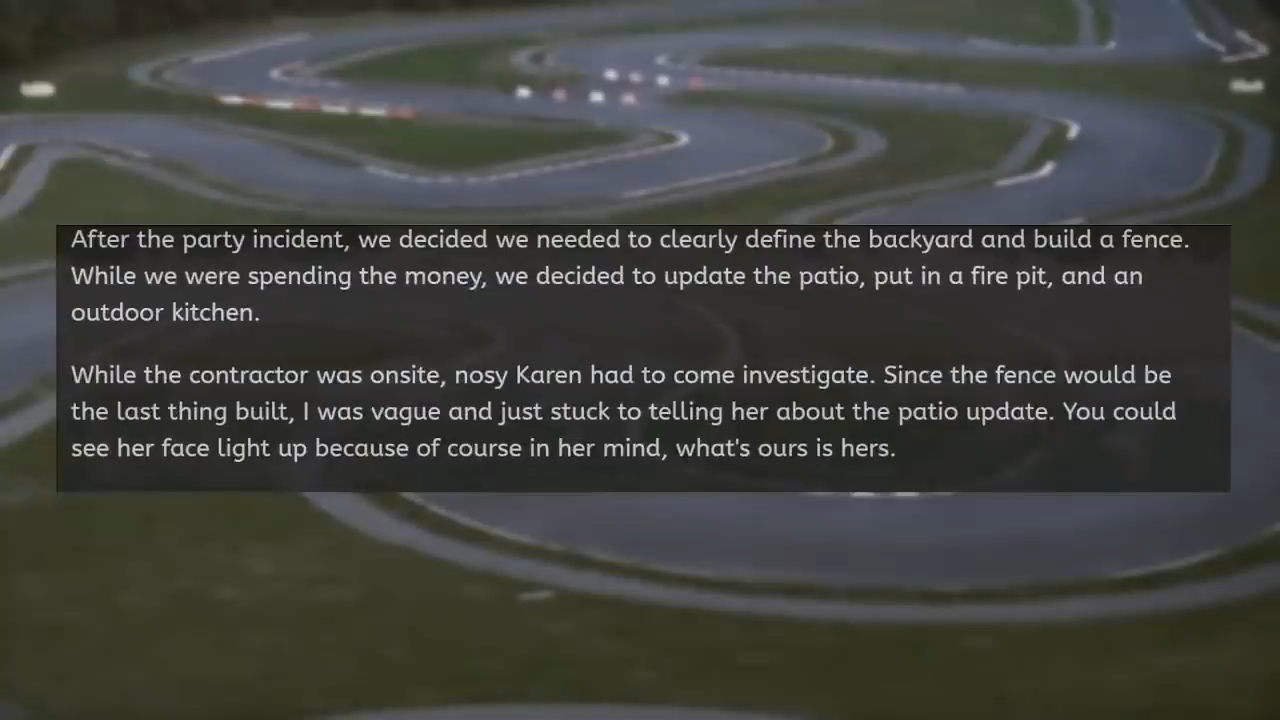 After the party incident, we decided we needed to clearly define the backyard and build a fence.
While we were spending the money, we decided to update the patio, put in a fire pit, and an
outdoor kitchen.
While the contractor was onsite, nosy Karen had to come investigate. Since the fence would be
the last thing built, I was vague and just stuck to telling her about the patio update. You could
see her face light up because of course in her mind, what's ours is hers.